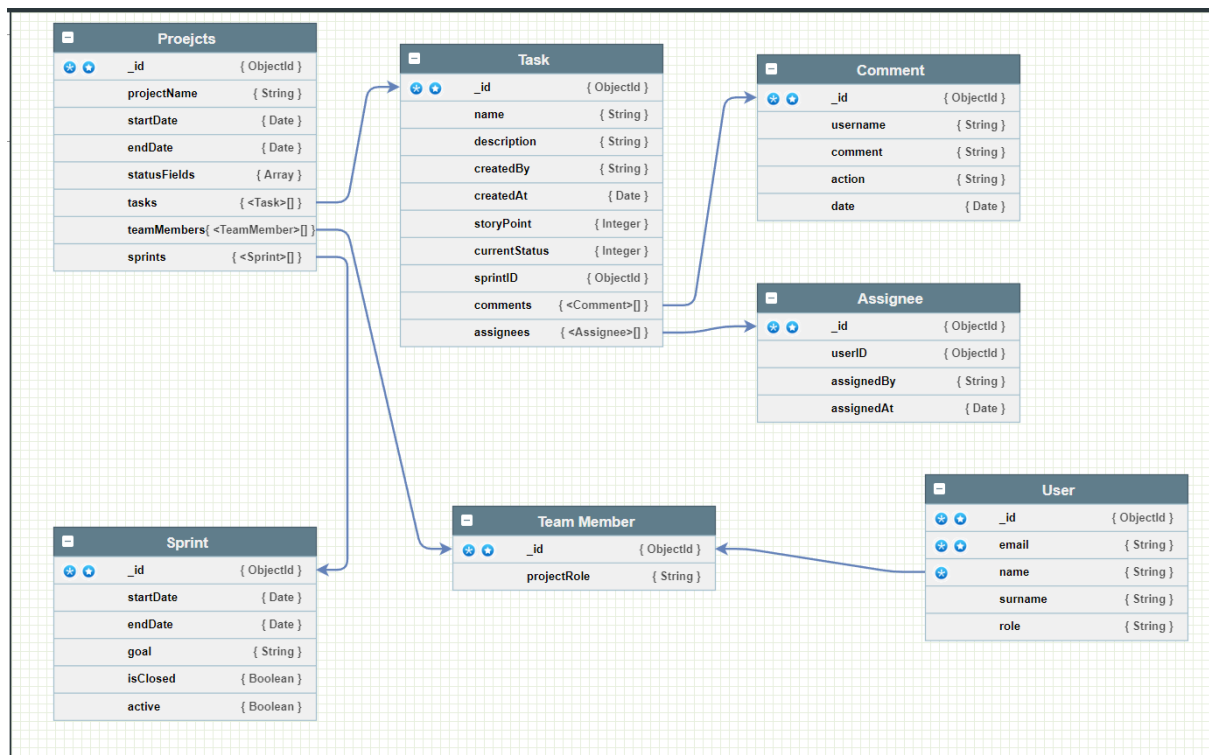 Proejcts
_id { ObjectId }
projectName { String }
startDate { Date }
endDate { Date }
statusFields { Array }
tasks { <Task>[] }
teamMembers{ <TeamMember>[] }
sprints { <Sprint>[] }
Task
_id { ObjectId }
name { String }
description { String }
createdBy { String }
createdAt { Date }
storyPoint { Integer }
currentStatus { Integer }
sprintID { ObjectId }
comments { <Comment>[] }
assignees { <Assignee>[] }
Comment
_id { ObjectId }
username { String }
comment { String }
action { String }
date { Date }
Assignee
_id { ObjectId }
userID { ObjectId }
assignedBy { String }
assignedAt { Date }
Sprint
_id { ObjectId }
startDate { Date }
endDate { Date }
goal { String }
isClosed { Boolean }
active { Boolean }
Team Member
_id { ObjectId }
projectRole { String }
User
_id { ObjectId }
email { String }
name { String }
surname { String }
role { String }